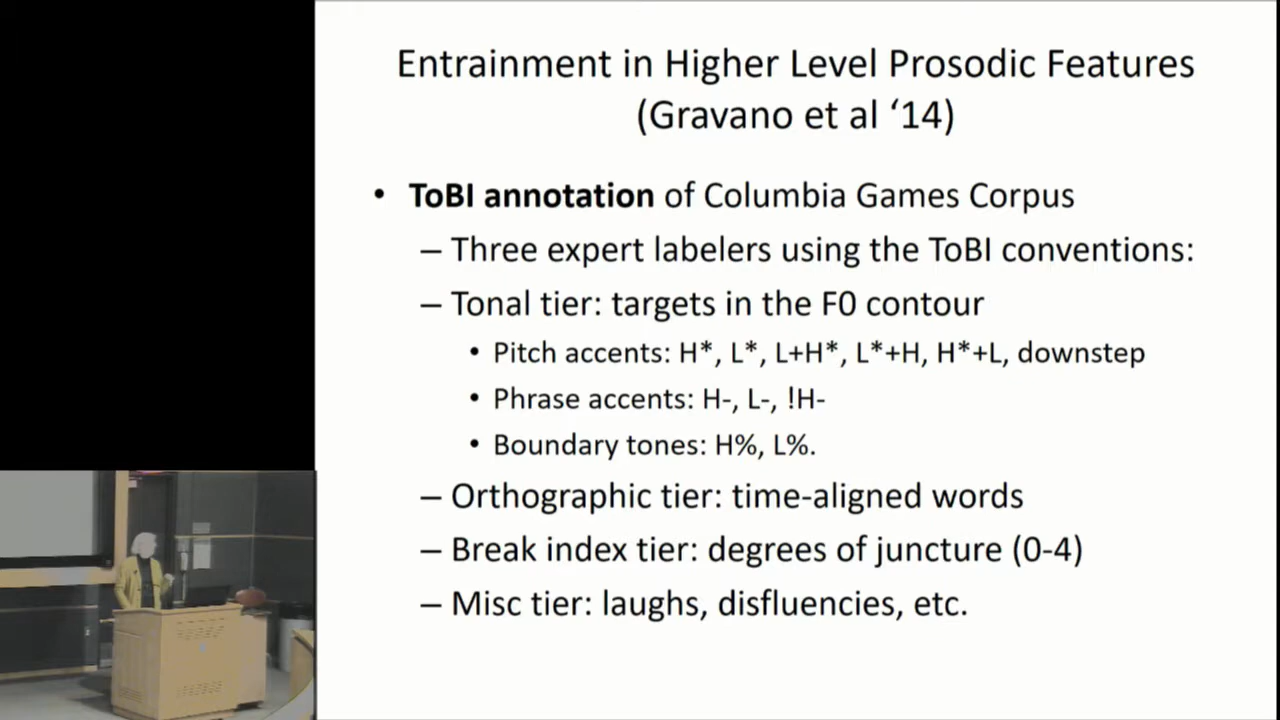 Entrainment in Higher Level Prosodic Features
(Gravano et al ‘14)
• ToBI annotation of Columbia Games Corpus
– Three expert labelers using the ToBI conventions:
– Tonal tier: targets in the F0 contour
• Pitch accents: H*, L*, L+H*, L*+H, H*+L, downstep
• Phrase accents: H-, L-, !H-
• Boundary tones: H%, L%.
– Orthographic tier: time-aligned words
– Break index tier: degrees of juncture (0-4)
– Misc tier: laughs, disfluencies, etc.